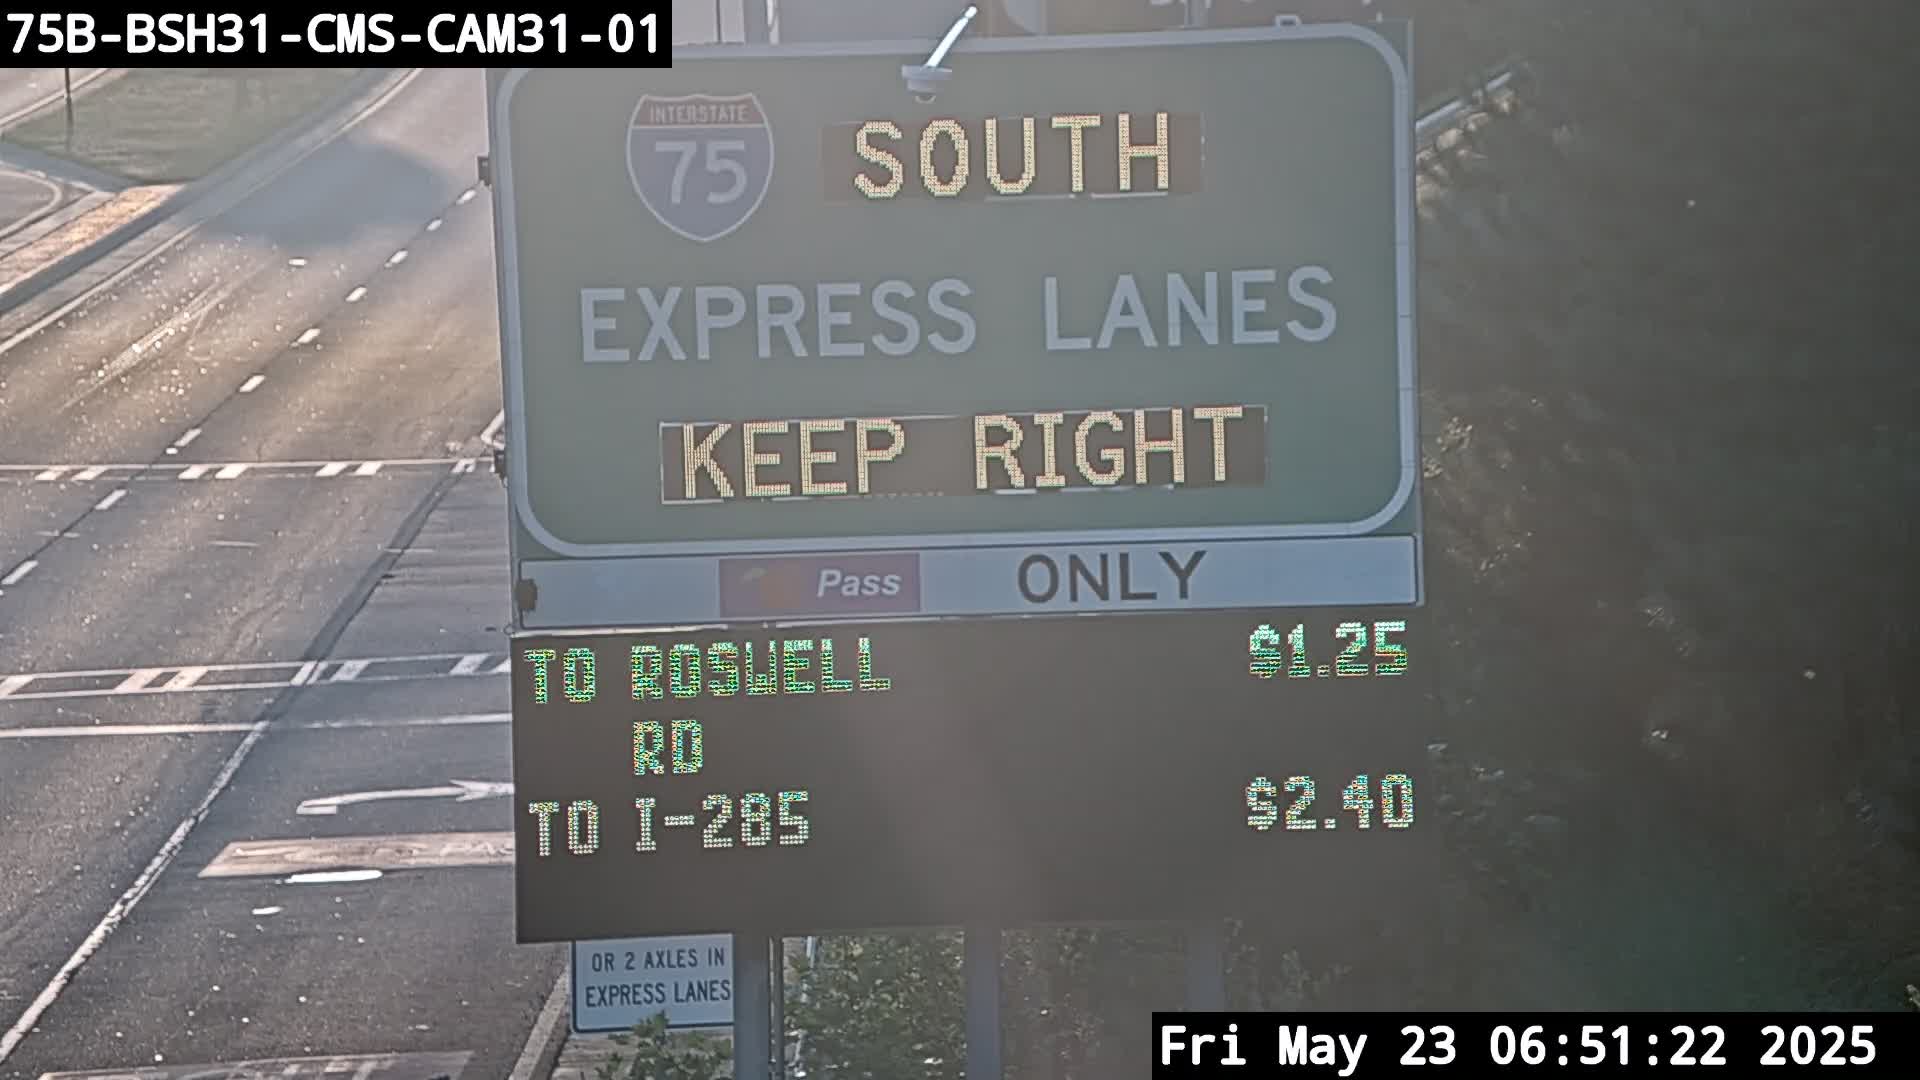 75B-BSH31-CMS-CAM31-01
INTERSTATE
75
SOUTH
EXPRESS LANES
KEEP RIGHT
Pass ONLY
TO ROSWELL $1.25
RD
TO I-285 $2.40
OR 2 AXLES IN
EXPRESS LANES
Fri May 23 06:51:22 2025